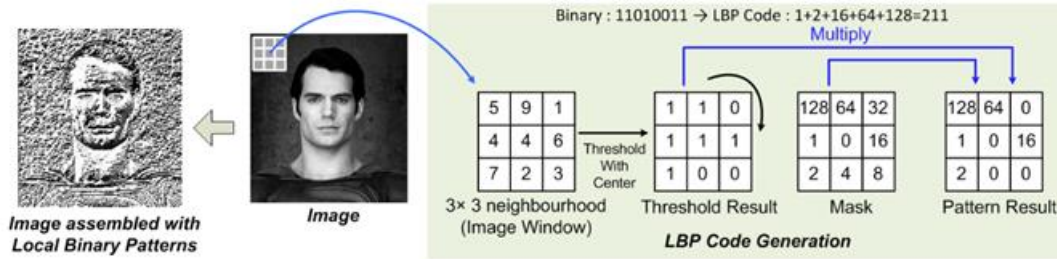 Binary : 11010011 → LBP Code : 1+2+16+64+128=211
Multiply
5 9 1
4 4 6
7 2 3
Threshold
With
Center
1 1 0
1 1 1
1 0 0
128 64 32
1 0 16
2 4 8
128 64 0
1 0 16
2 0 0
3× 3 neighbourhood
(Image Window)
Threshold Result
Mask
Pattern Result
LBP Code Generation
Image
Image assembled with
Local Binary Patterns